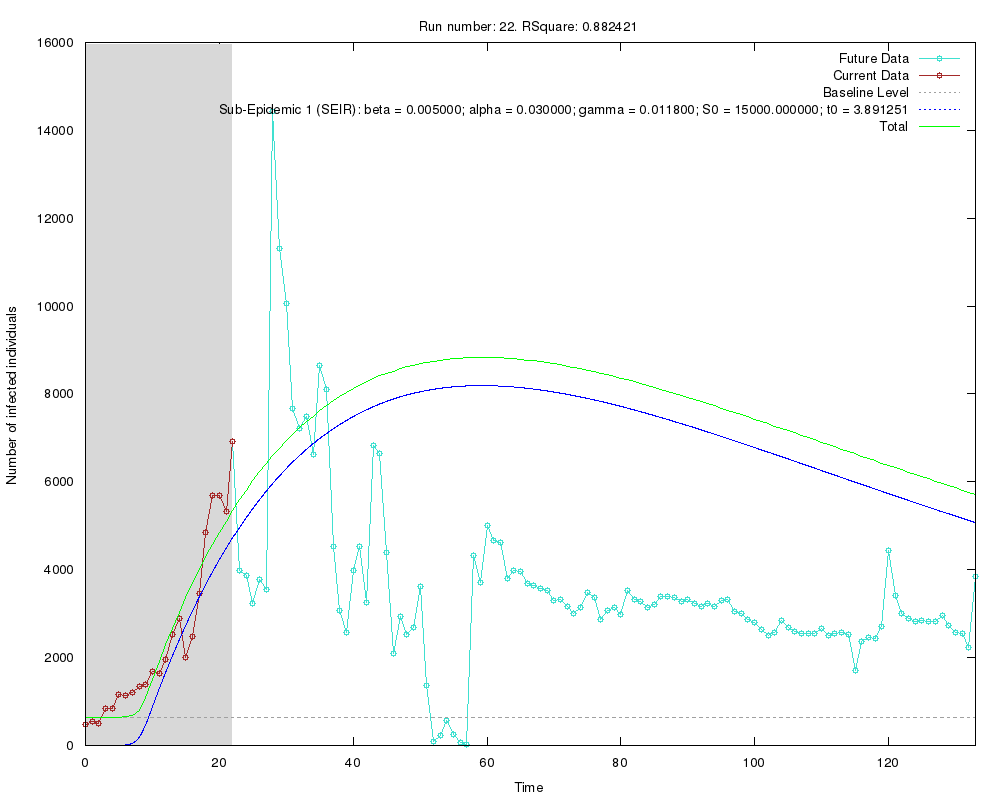 Run number: 22. RSquare: 0.882421
16000
14000
12000
10000
8000
6000
4000
2000
0
Number of infected individuals
Future Data
Current Data
Baseline Level
Sub-Epidemic 1 (SEIR): beta = 0.005000; alpha = 0.030000; gamma = 0.011800; S0 = 15000.000000; t0 = 3.891251
Total
0 20 40 60 80 100 120
Time